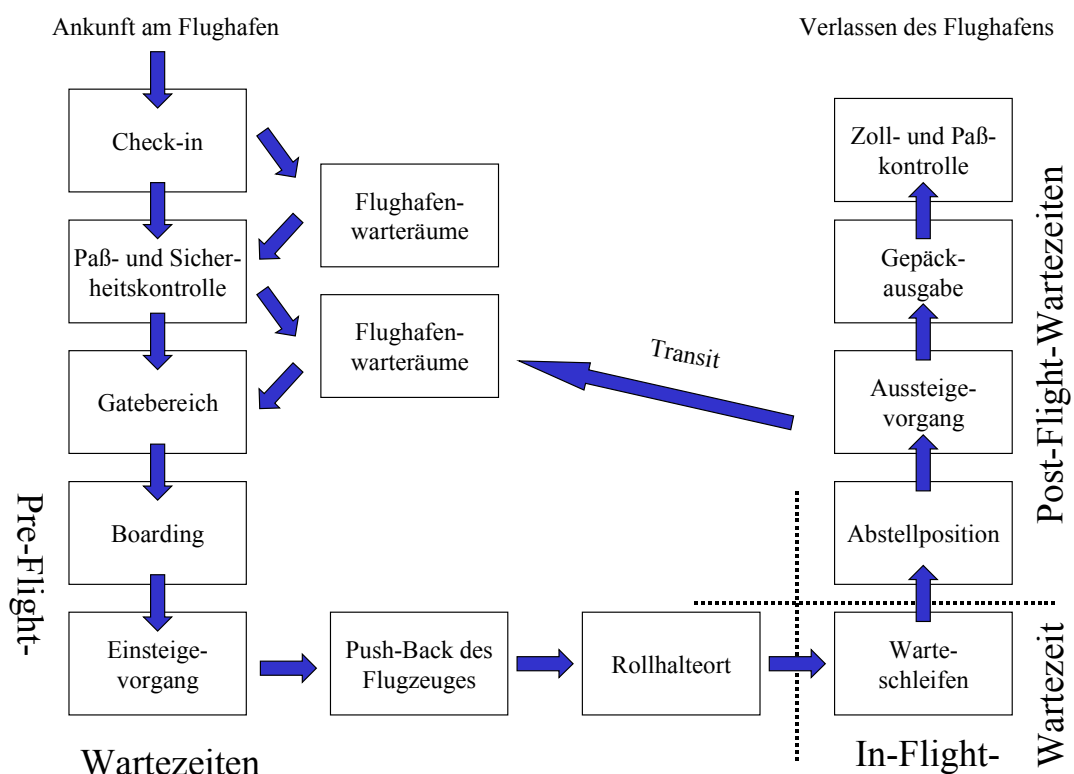 Ankunft am Flughafen
Verlassen des Flughafens
Check-in
Flughafen-
warteräume
Paß- und Sicher-
heitskontrolle
Flughafen-
warteräume
Gatebereich
Boarding
Einsteige-
vorgang
Push-Back des
Flugzeuges
Rollhalteort
Warte-
schleifen
Abstellposition
Aussteige-
vorgang
Gepäck-
ausgabe
Zoll- und Paß-
kontrolle
Transit
Pre-Flight-
Wartezeiten
In-Flight-
Wartezeit
Post-Flight-Wartezeiten